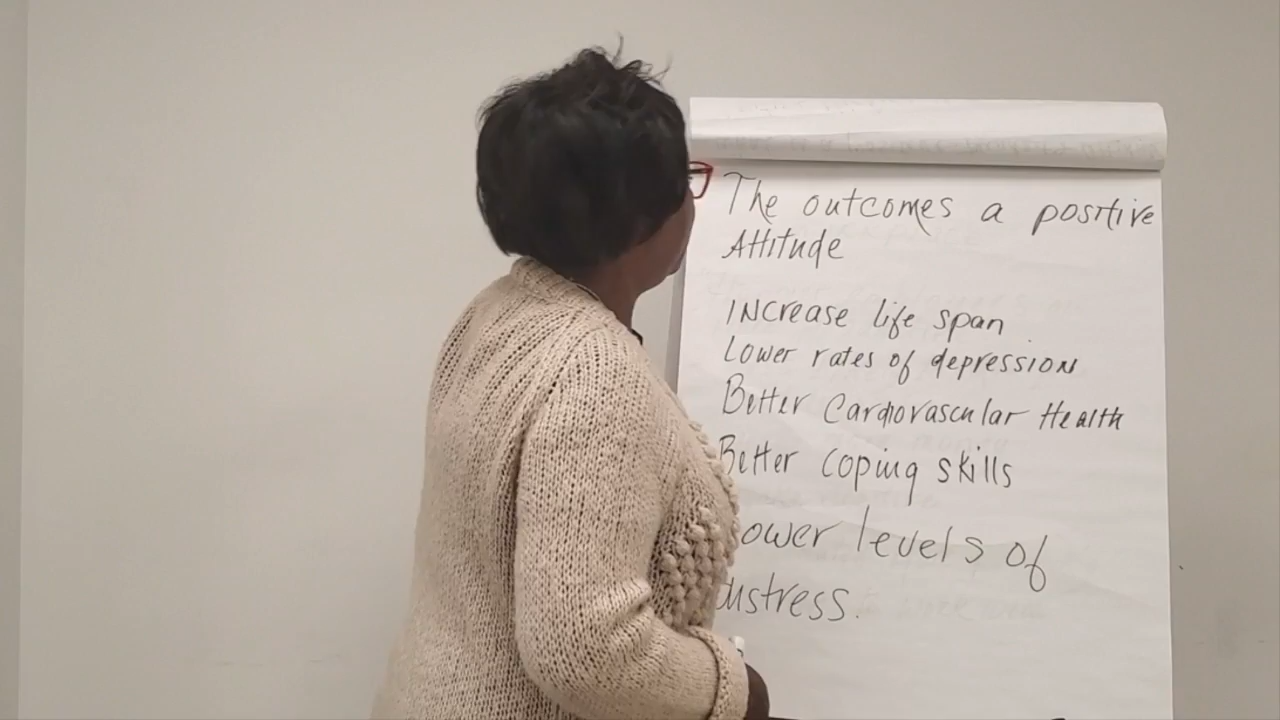 The outcomes a positive
Attitude
Increase life span
Lower rates of depression
Better Cardiovascular Health
Better coping skills
ower levels of
distress.